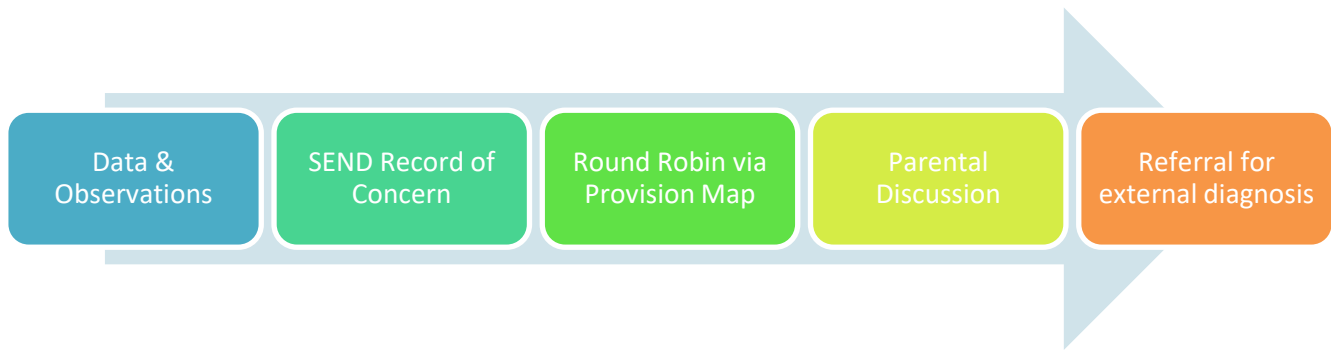 Data &
Observations
SEND Record of
Concern
Round Robin via
Provision Map
Parental
Discussion
Referral for
external diagnosis